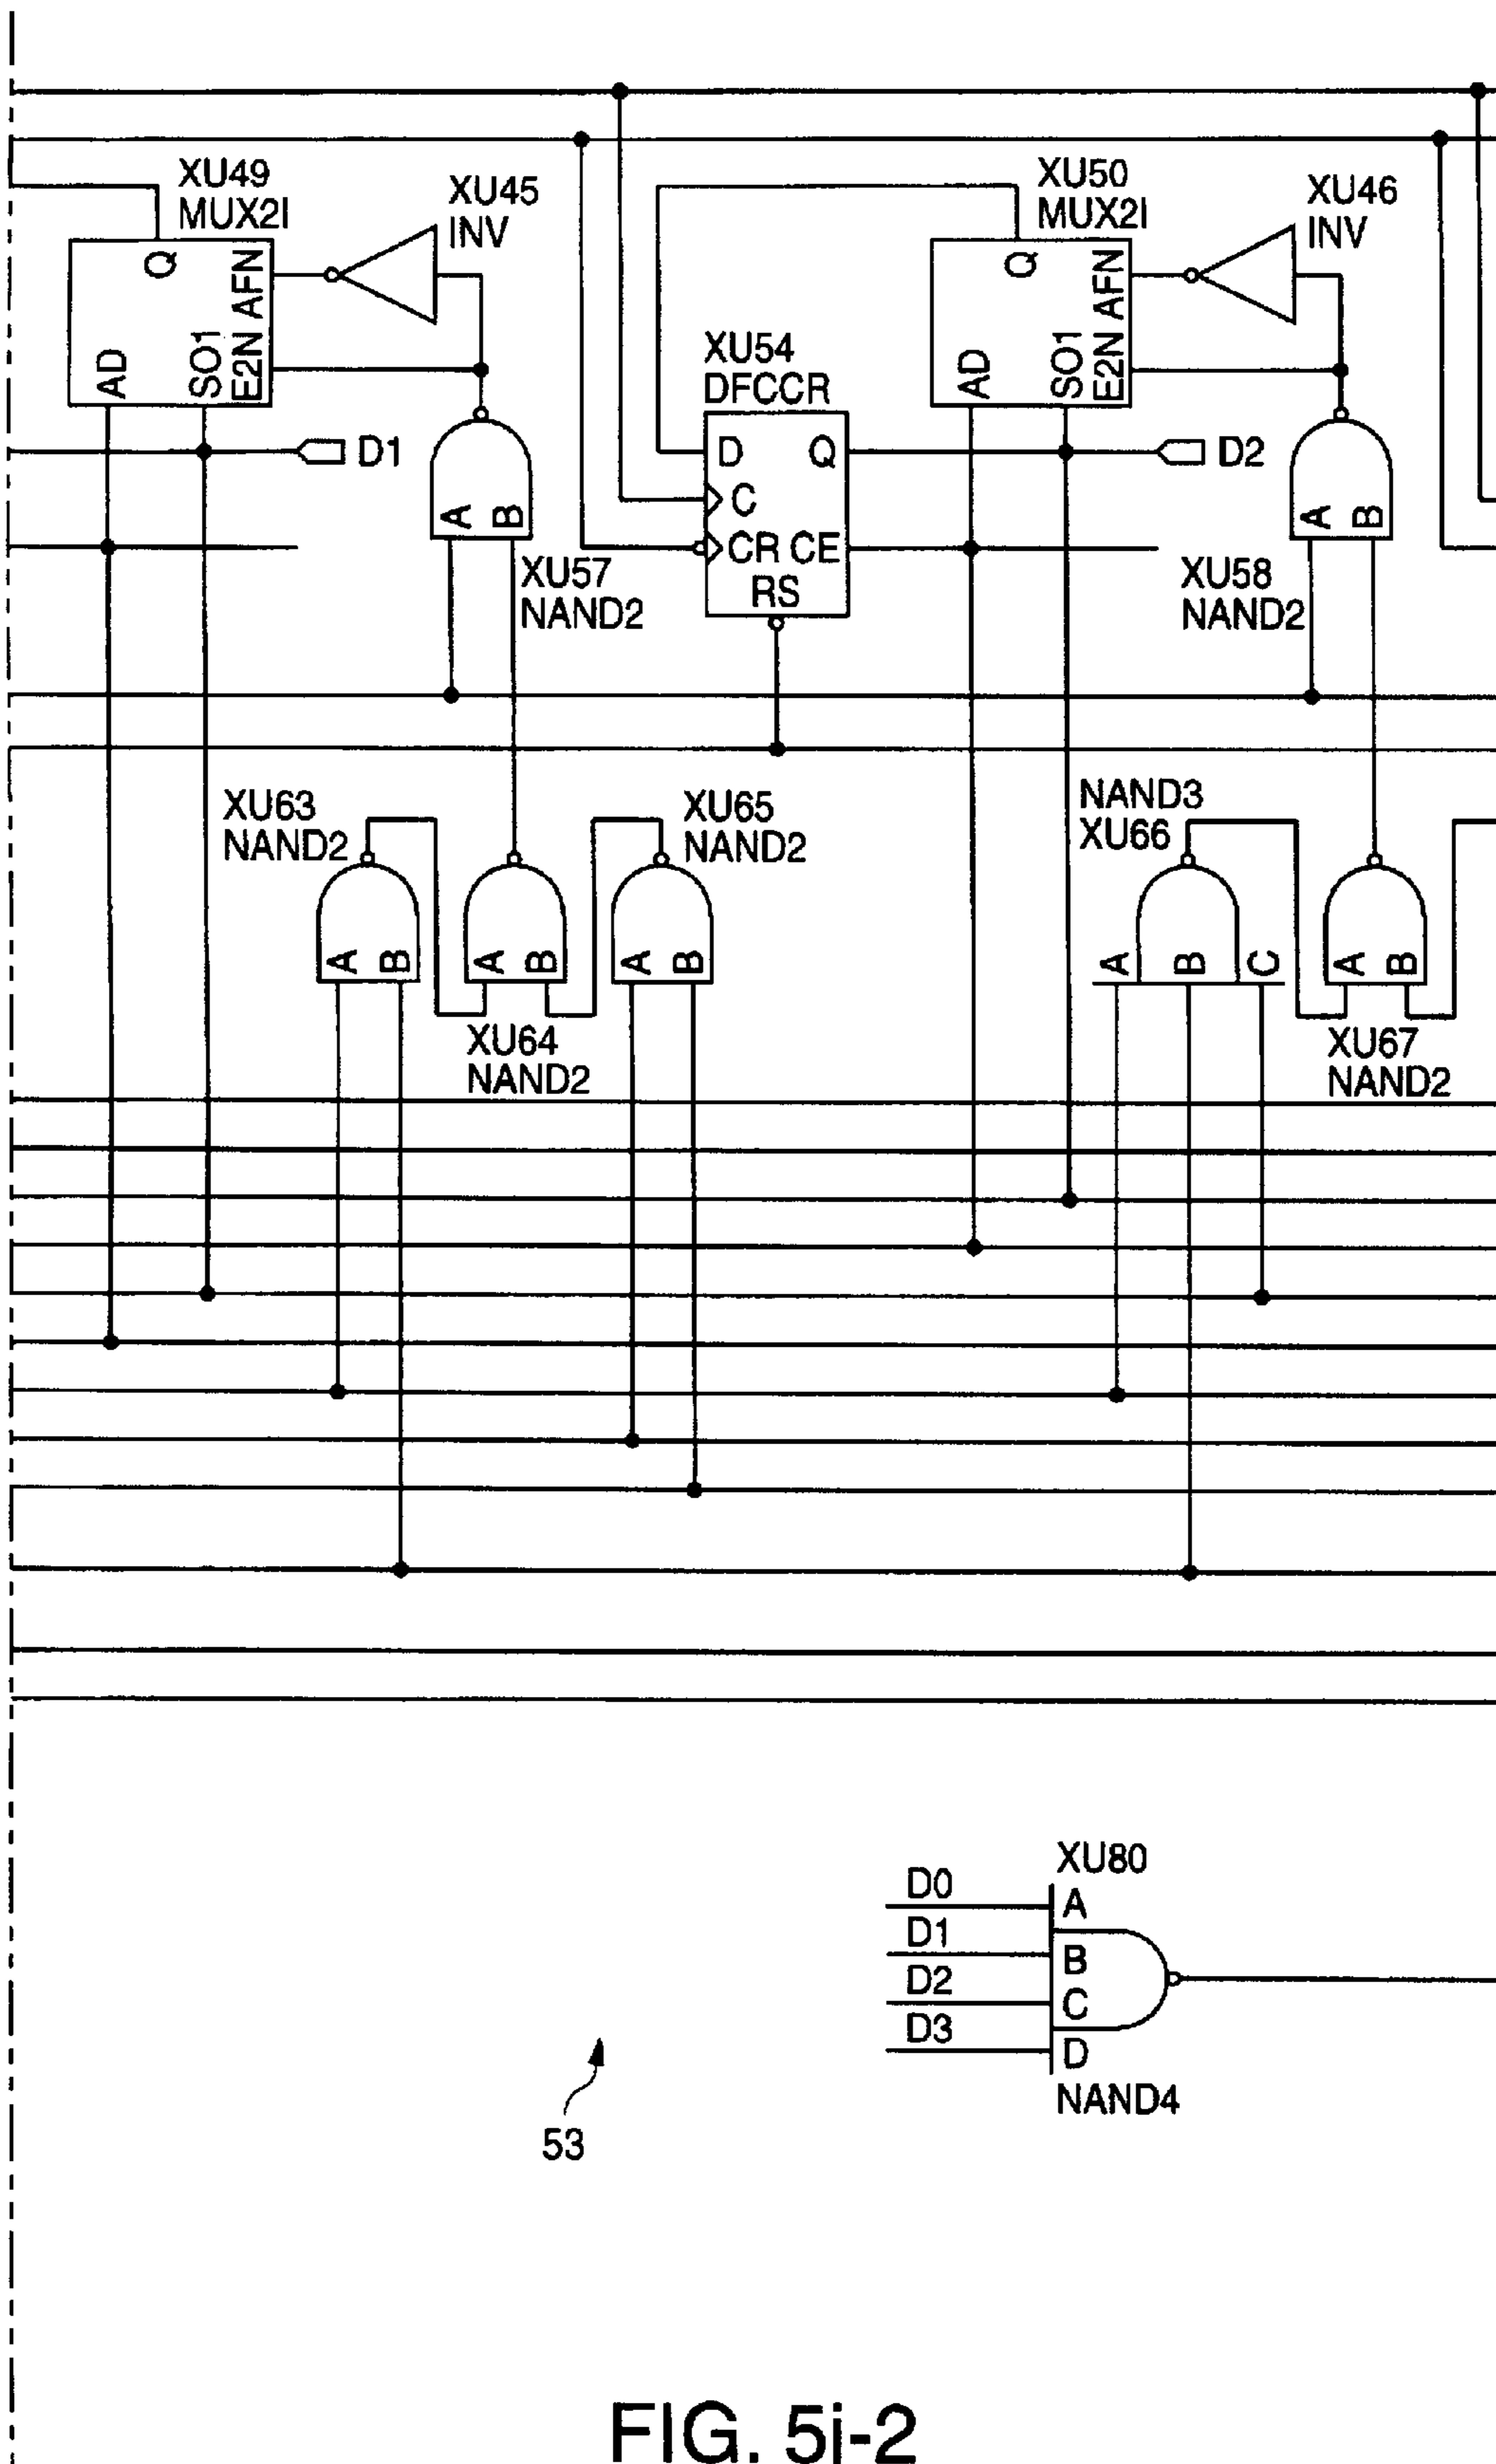 XU49
MUX2I
XU45
INV
XU50
MUX2I
XU46
INV
Q
AFN
AD
SO1
E2N
Q
AFN
AD
SO1
E2N
XU54
DFCCR
D
Q
C
CR
CE
RS
D1
D2
A
B
A
B
XU57
NAND2
XU58
NAND2
XU63
NAND2
XU65
NAND2
NAND3
XU66
A
B
A
B
A
B
A
B
C
A
B
XU64
NAND2
XU67
NAND2
XU80
D0
A
D1
B
D2
C
D3
D
NAND4
53
FIG. 5i-2